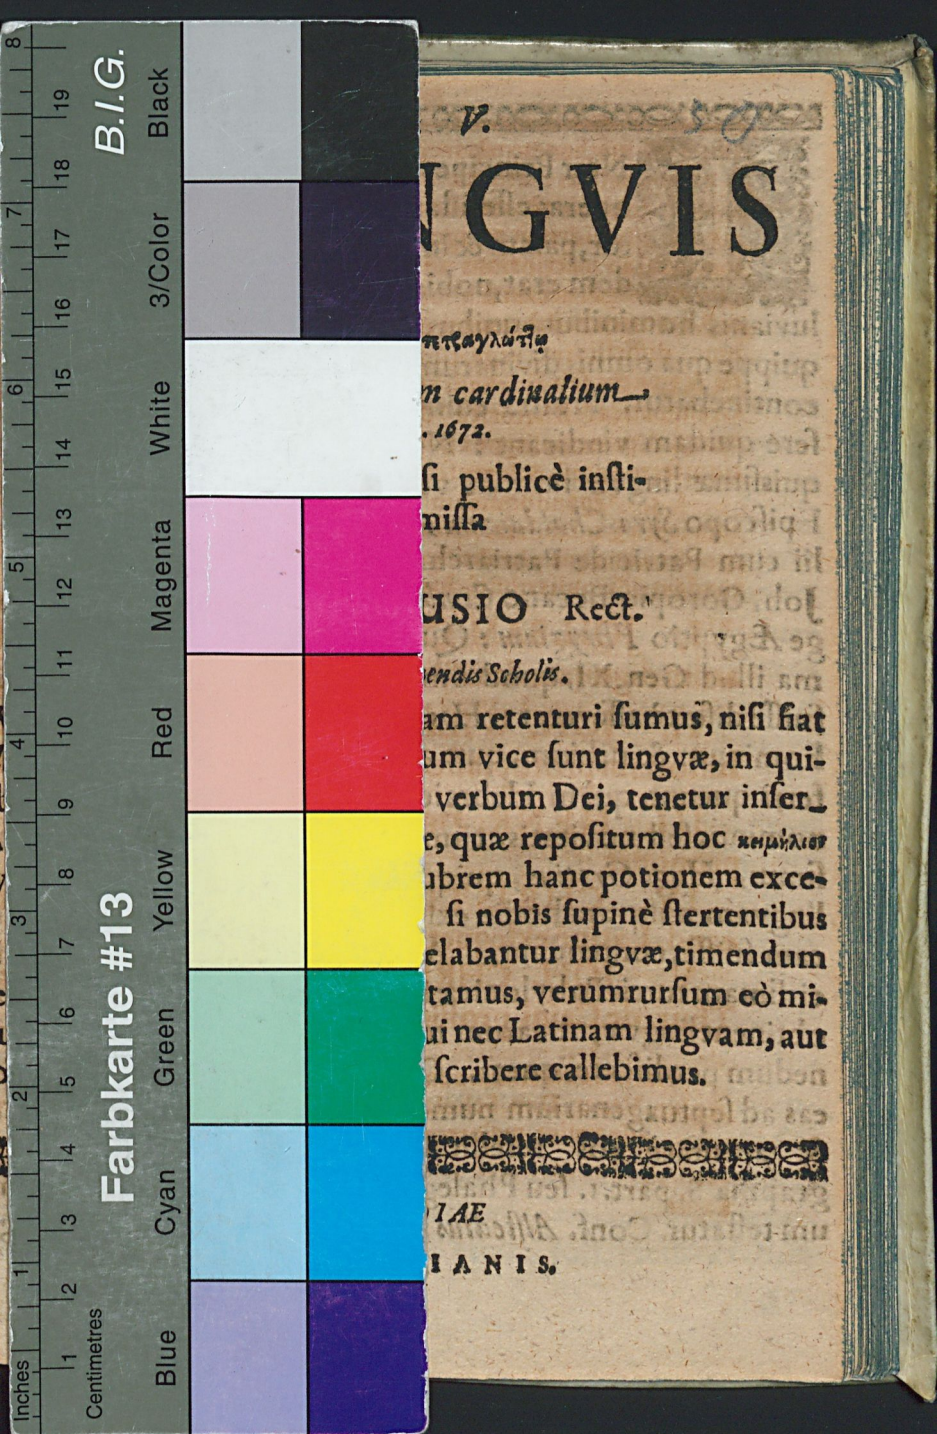 8 7 6 5 4 3 2 1 Inches
19 18 17 16 15 14 13 12 11 10 9 8 7 6 5 4 3 2 1 Centimetres
B.I.G.
Farbkarte #13
Black
3/Color
White
Magenta
Red
Yellow
Green
Cyan
Blue
V.
NGVIS
m cardinalium
. 1672.
ſi publicè inſti-
miſſa
USIO Rect.
endis Scholis.
am retenturi ſumus, niſi fiat
um vice ſunt lingvæ, in qui-
verbum Dei, tenetur inſer-
e, quæ repoſitum hoc κειμήλιον
ubrem hanc potionem exce-
ſi nobis ſupinè ſtertentibus
elabantur lingvæ, timendum
tamus, verum rurſum eò mi-
ui nec Latinam lingvam, aut
ſcribere callebimus.
IAE
IANIS.